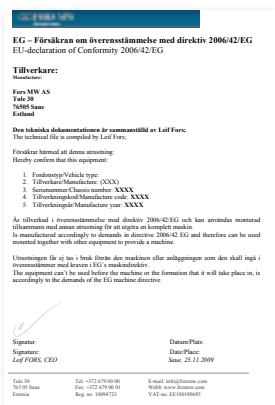 EG – Försäkran om överensstämmelse med direktiv 2006/42/EG
EU-declaration of Conformity 2006/42/EG
Tillverkare:
Manufacture:
Fors MW AS
Tule 30
76505 Saue
Estland
Den tekniska dokumentationen är sammanställd av Leif Fors;
The technical file is compiled by Leif Fors;
Försäkrar härmed att denna utrustning:
Hereby confirm that this equipment:
1. Fordonstyp/Vehicle type:
2. Tillverkare/Manufacture: (XXX)
3. Serienummer/Chassis number: XXXX
4. Tillverkningskod/Manufacture code: XXXX
5. Tillverkningsår/Manufacture year: XXXX
Är tillverkad i överensstämmelse med direktiv 2006/42/EG och kan användas monterad
tillsammans med annan utrustning för att utgöra en komplett maskin.
Is manufactured accordingly to demands in directive 2006/42 EG and therefore can be used
mounted together with other equipment to provide a machine.
Utrustningen får ej tas i bruk förrän den maskinen eller anläggningen som den skall ingå i
överensstämmer med kraven i EG´s maskindirektiv.
The equipment can't be used before the machine or the formation that it will take place in, is
accordingly to the demands of the EG machine directive.
Signatur: Datum/Plats:
Signature: Date/Place:
Leif FORS, CEO Saue, 25.11.2009
Tule 30 Tel: +372 679 00 00 E-mail: info@forsmw.com
765 05 Saue Fax: +372 679 00 01 Webb: www.forsmw.com
Estonia Reg. no. 10094723 VAT-no. EE100189605